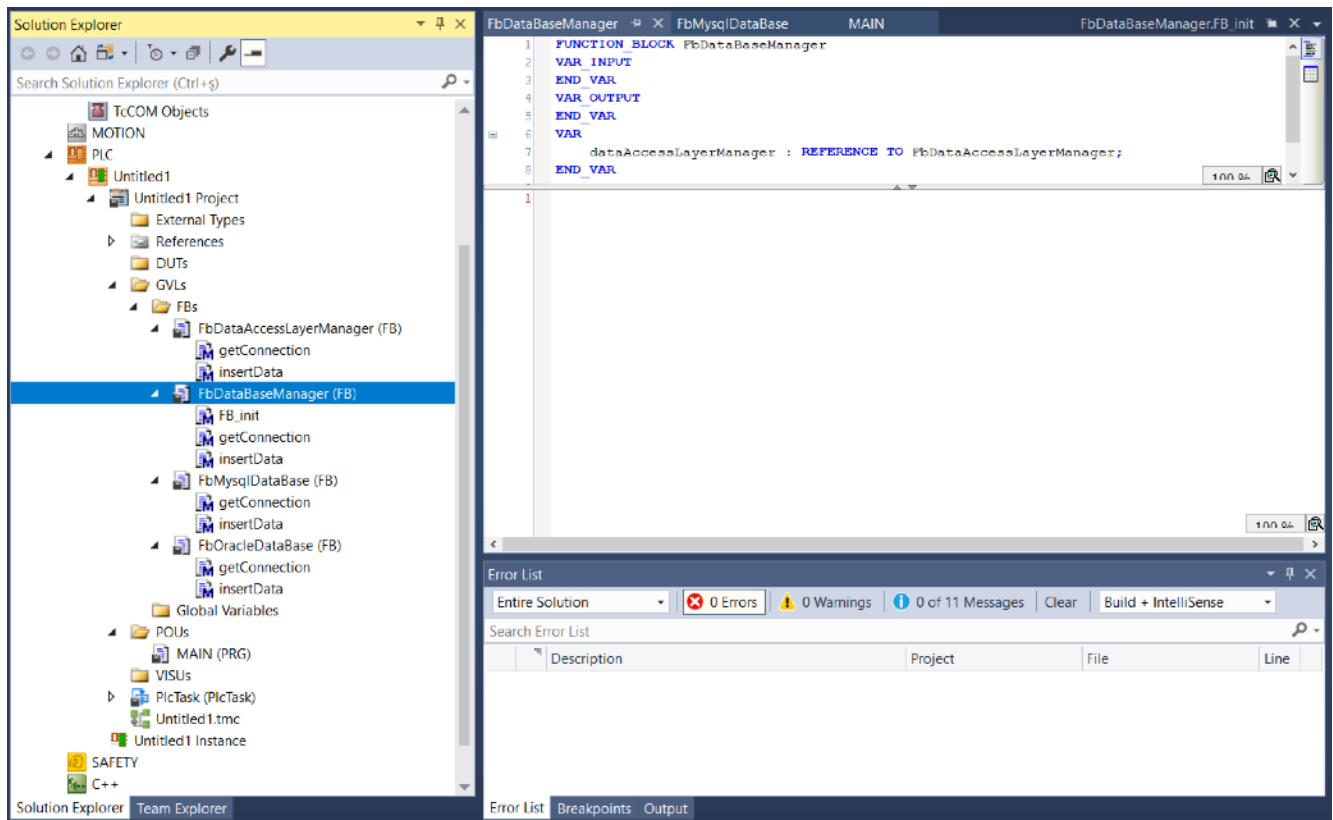 Solution Explorer
Search Solution Explorer (Ctrl+ş)
TcCOM Objects
MOTION
PLC
Untitled1
Untitled1 Project
External Types
References
DUTs
GVLs
FBs
FbDataAccessLayerManager (FB)
getConnection
insertData
FbDataBaseManager (FB)
FB_init
getConnection
insertData
FbMysqlDataBase (FB)
getConnection
insertData
FbOracleDataBase (FB)
getConnection
insertData
Global Variables
POUs
MAIN (PRG)
VISUs
PlcTask (PlcTask)
Untitled1.tmc
Untitled1 Instance
SAFETY
C++
Solution Explorer Team Explorer
FbDataBaseManager FbMysqlDataBase MAIN FbDataBaseManager.FB_init
1 FUNCTION_BLOCK FbDataBaseManager
2 VAR_INPUT
3 END_VAR
4 VAR_OUTPUT
5 END_VAR
6 VAR
7 dataAccessLayerManager : REFERENCE TO FbDataAccessLayerManager;
8 END_VAR
100 %
1
100 %
Error List
Entire Solution 0 Errors 0 Warnings 0 of 11 Messages Clear Build + IntelliSense
Search Error List
Description Project File Line
Error List Breakpoints Output